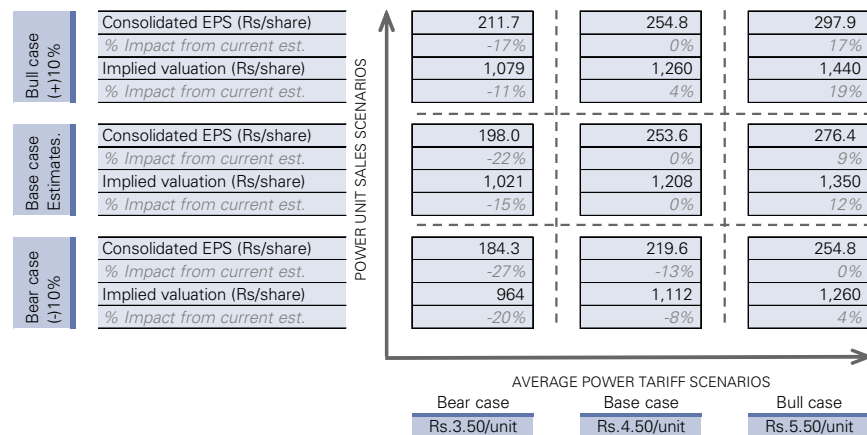 Bull case
(+)10%
Consolidated EPS (Rs/share) 211.7 254.8 297.9
% Impact from current est. -17% 0% 17%
Implied valuation (Rs/share) 1,079 1,260 1,440
% Impact from current est. -11% 4% 19%
Base case
Estimates.
Consolidated EPS (Rs/share) 198.0 253.6 276.4
% Impact from current est. -22% 0% 9%
Implied valuation (Rs/share) 1,021 1,208 1,350
% Impact from current est. -15% 0% 12%
Bear case
(-)10%
Consolidated EPS (Rs/share) 184.3 219.6 254.8
% Impact from current est. -27% -13% 0%
Implied valuation (Rs/share) 964 1,112 1,260
% Impact from current est. -20% -8% 4%
POWER UNIT SALES SCENARIOS
AVERAGE POWER TARIFF SCENARIOS
Bear case Base case Bull case
Rs.3.50/unit Rs.4.50/unit Rs.5.50/unit